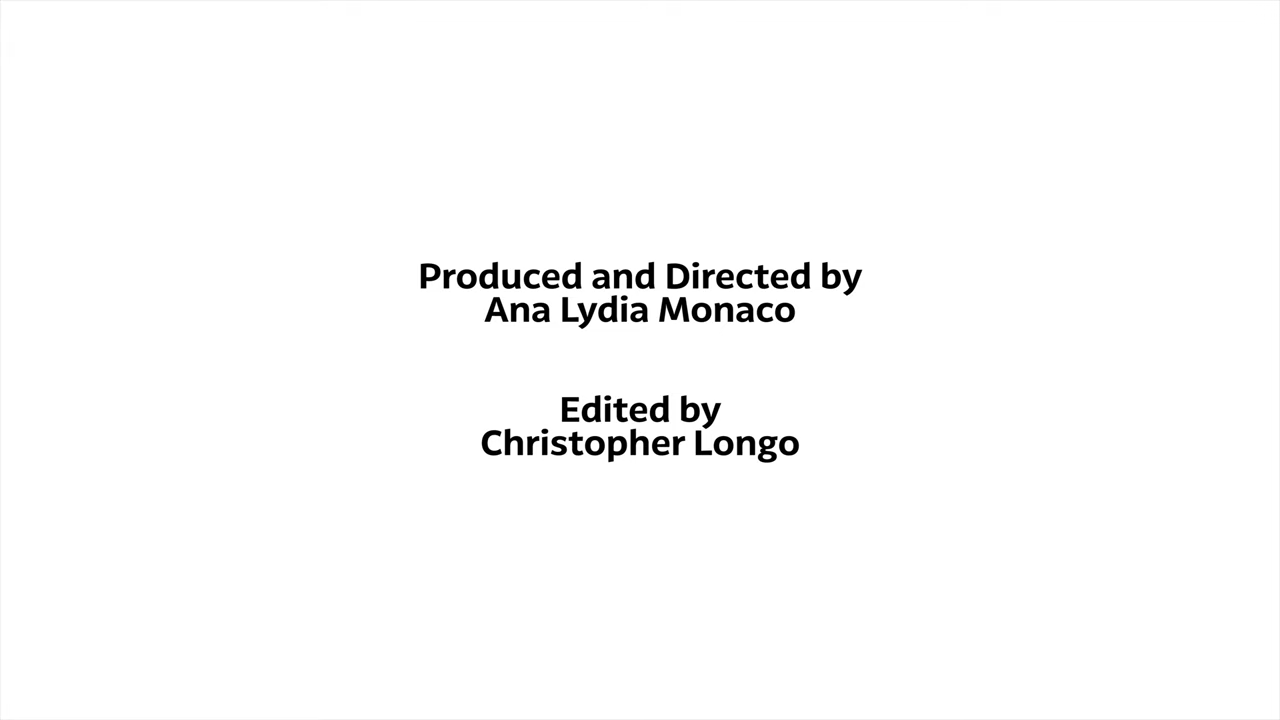 Produced and Directed by
Ana Lydia Monaco
Edited by
Christopher Longo